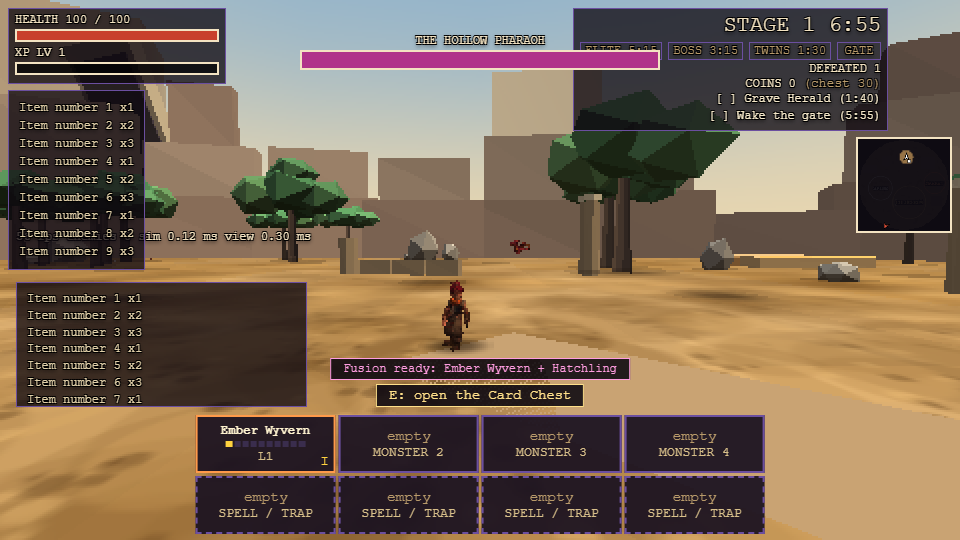 HEALTH 100 / 100
XP LV 1
THE HOLLOW PHARAOH
STAGE 1 6:55
ELITE 5:15 BOSS 3:15 TWINS 1:30 GATE
DEFEATED 1
COINS 0 (chest 30)
[ ] Grave Herald (1:40)
[ ] Wake the gate (5:55)
Item number 1 x1
Item number 2 x2
Item number 3 x3
Item number 4 x1
Item number 5 x2
Item number 6 x3
Item number 7 x1
Item number 8 x2
sim 0.12 ms view 0.30 ms
Item number 9 x3
Item number 1 x1
Item number 2 x2
Item number 3 x3
Item number 4 x1
Item number 5 x2
Item number 6 x3
Item number 7 x1
Fusion ready: Ember Wyvern + Hatchling
E: open the Card Chest
Ember Wyvern
L1
I
empty
MONSTER 2
empty
MONSTER 3
empty
MONSTER 4
empty
SPELL / TRAP
empty
SPELL / TRAP
empty
SPELL / TRAP
empty
SPELL / TRAP